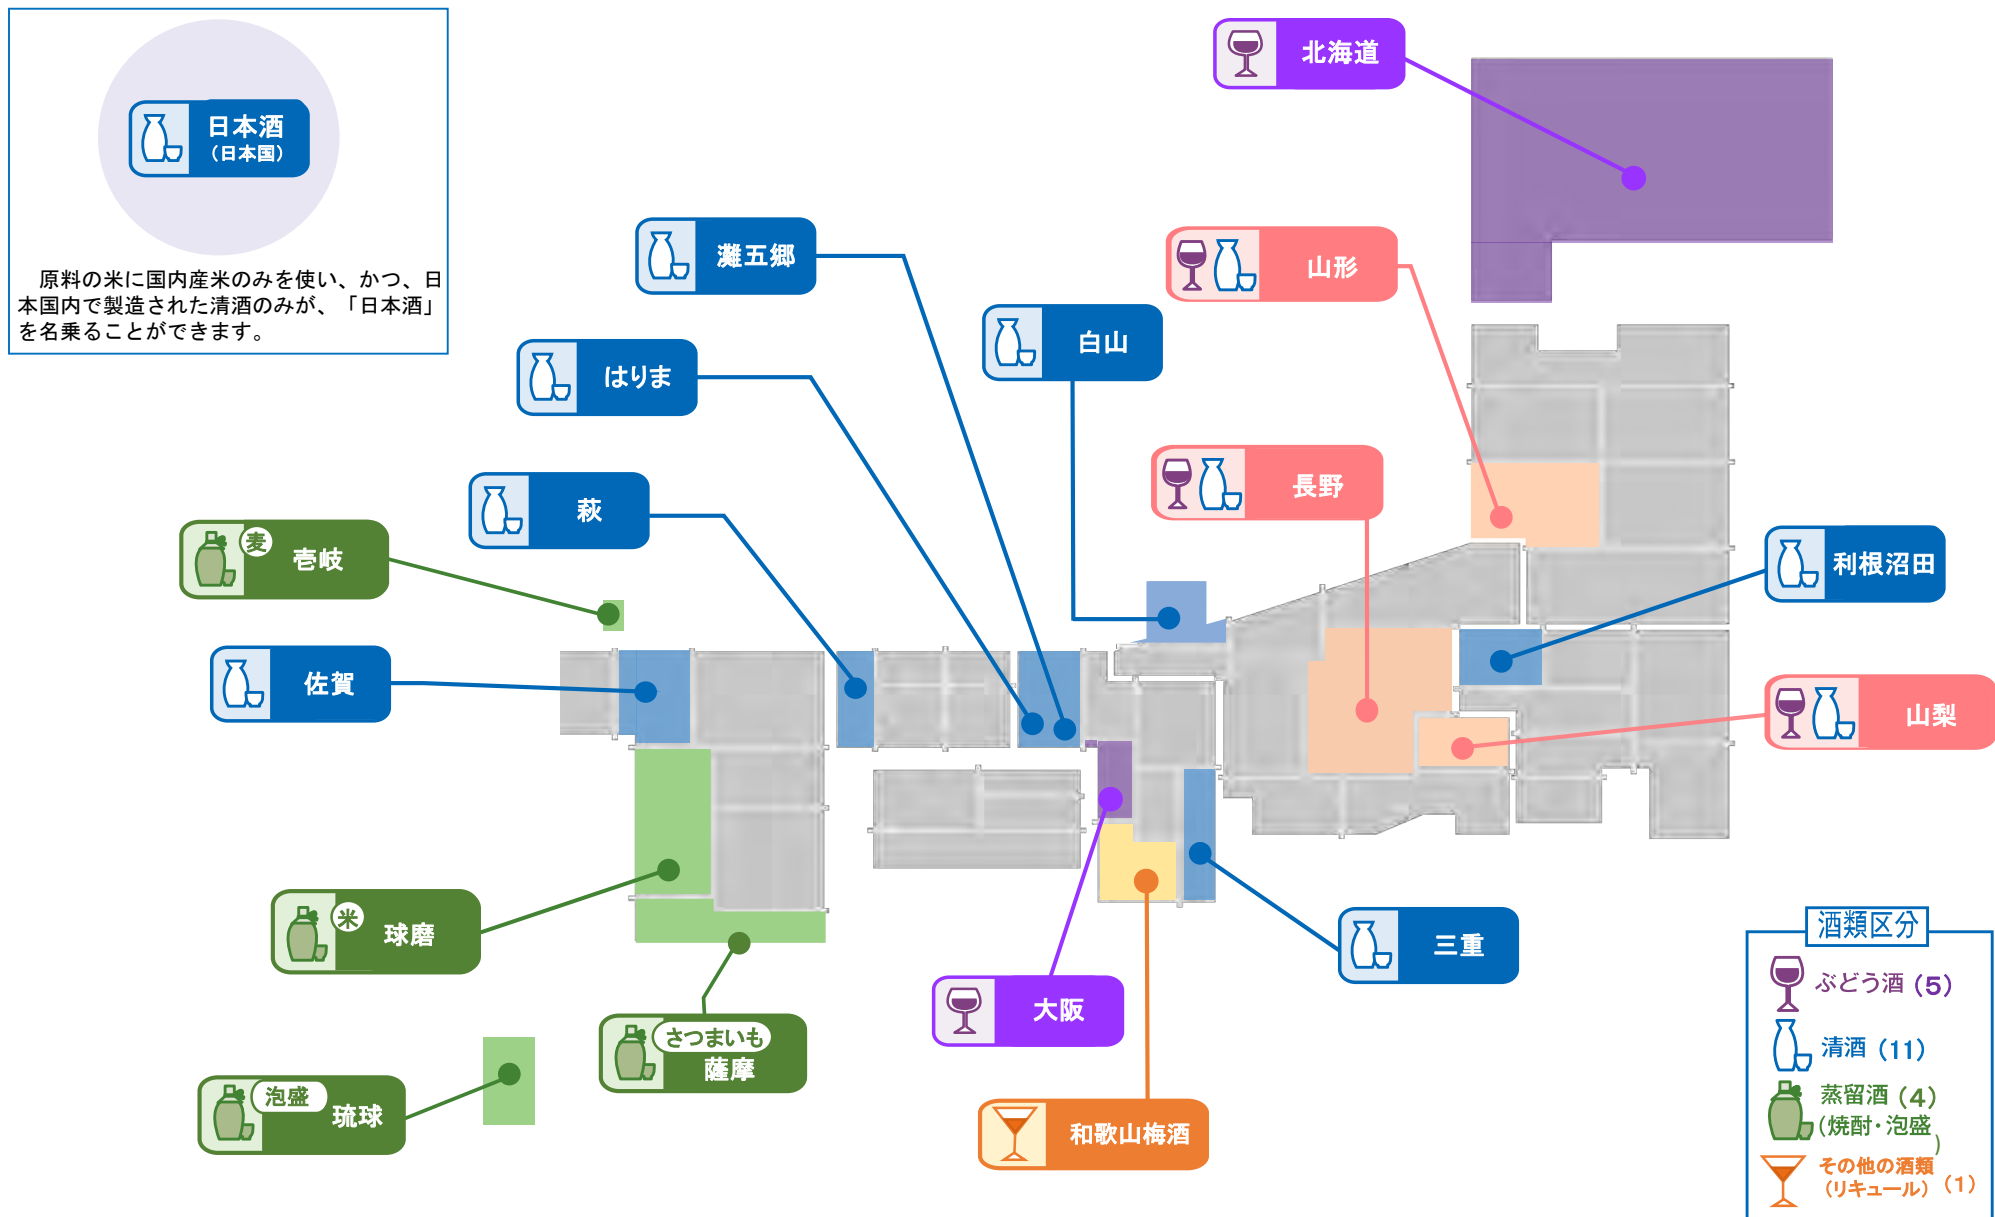 日本酒
（日本国）
原料の米に国内産米のみを使い、かつ、日
本国内で製造された清酒のみが、「日本酒」
を名乗ることができます。
北海道
灘五郷
山形
白山
はりま
長野
萩
利根沼田
麦
壱岐
佐賀
山梨
米
球磨
三重
大阪
さつまいも
薩摩
泡盛
琉球
和歌山梅酒
酒類区分
ぶどう酒（5）
清酒（11）
蒸留酒（4）
（焼酎・泡盛）
その他の酒類
（リキュール）（1）